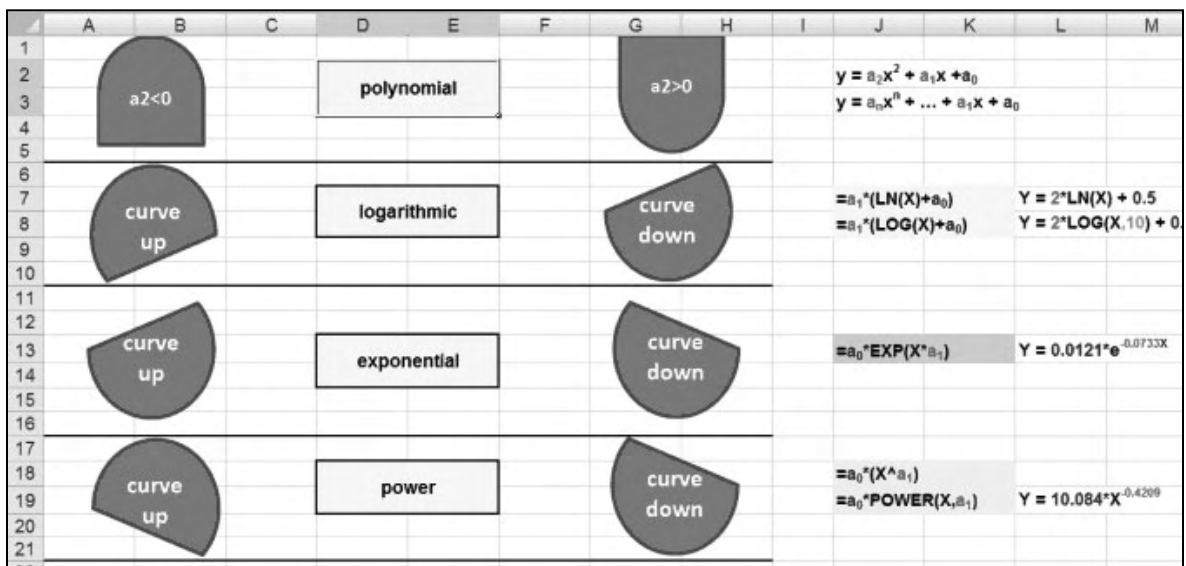 A B C D E F G H I J K L M
1
2 a2<0 polynomial a2>0 y = a₂x² + a₁x +a₀
3 y = aₙxⁿ + … + a₁x + a₀
4
5
6
7 curve up logarithmic curve down =a₁*(LN(X)+a₀) Y = 2*LN(X) + 0.5
8 =a₁*(LOG(X)+a₀) Y = 2*LOG(X,10) + 0.
9
10
11
12
13 curve up exponential curve down =a₀*EXP(X*a₁) Y = 0.0121*e^-0.0733X
14
15
16
17
18 curve up power curve down =a₀*(X^a₁)
19 =a₀*POWER(X,a₁) Y = 10.084*X^-0.4209
20
21